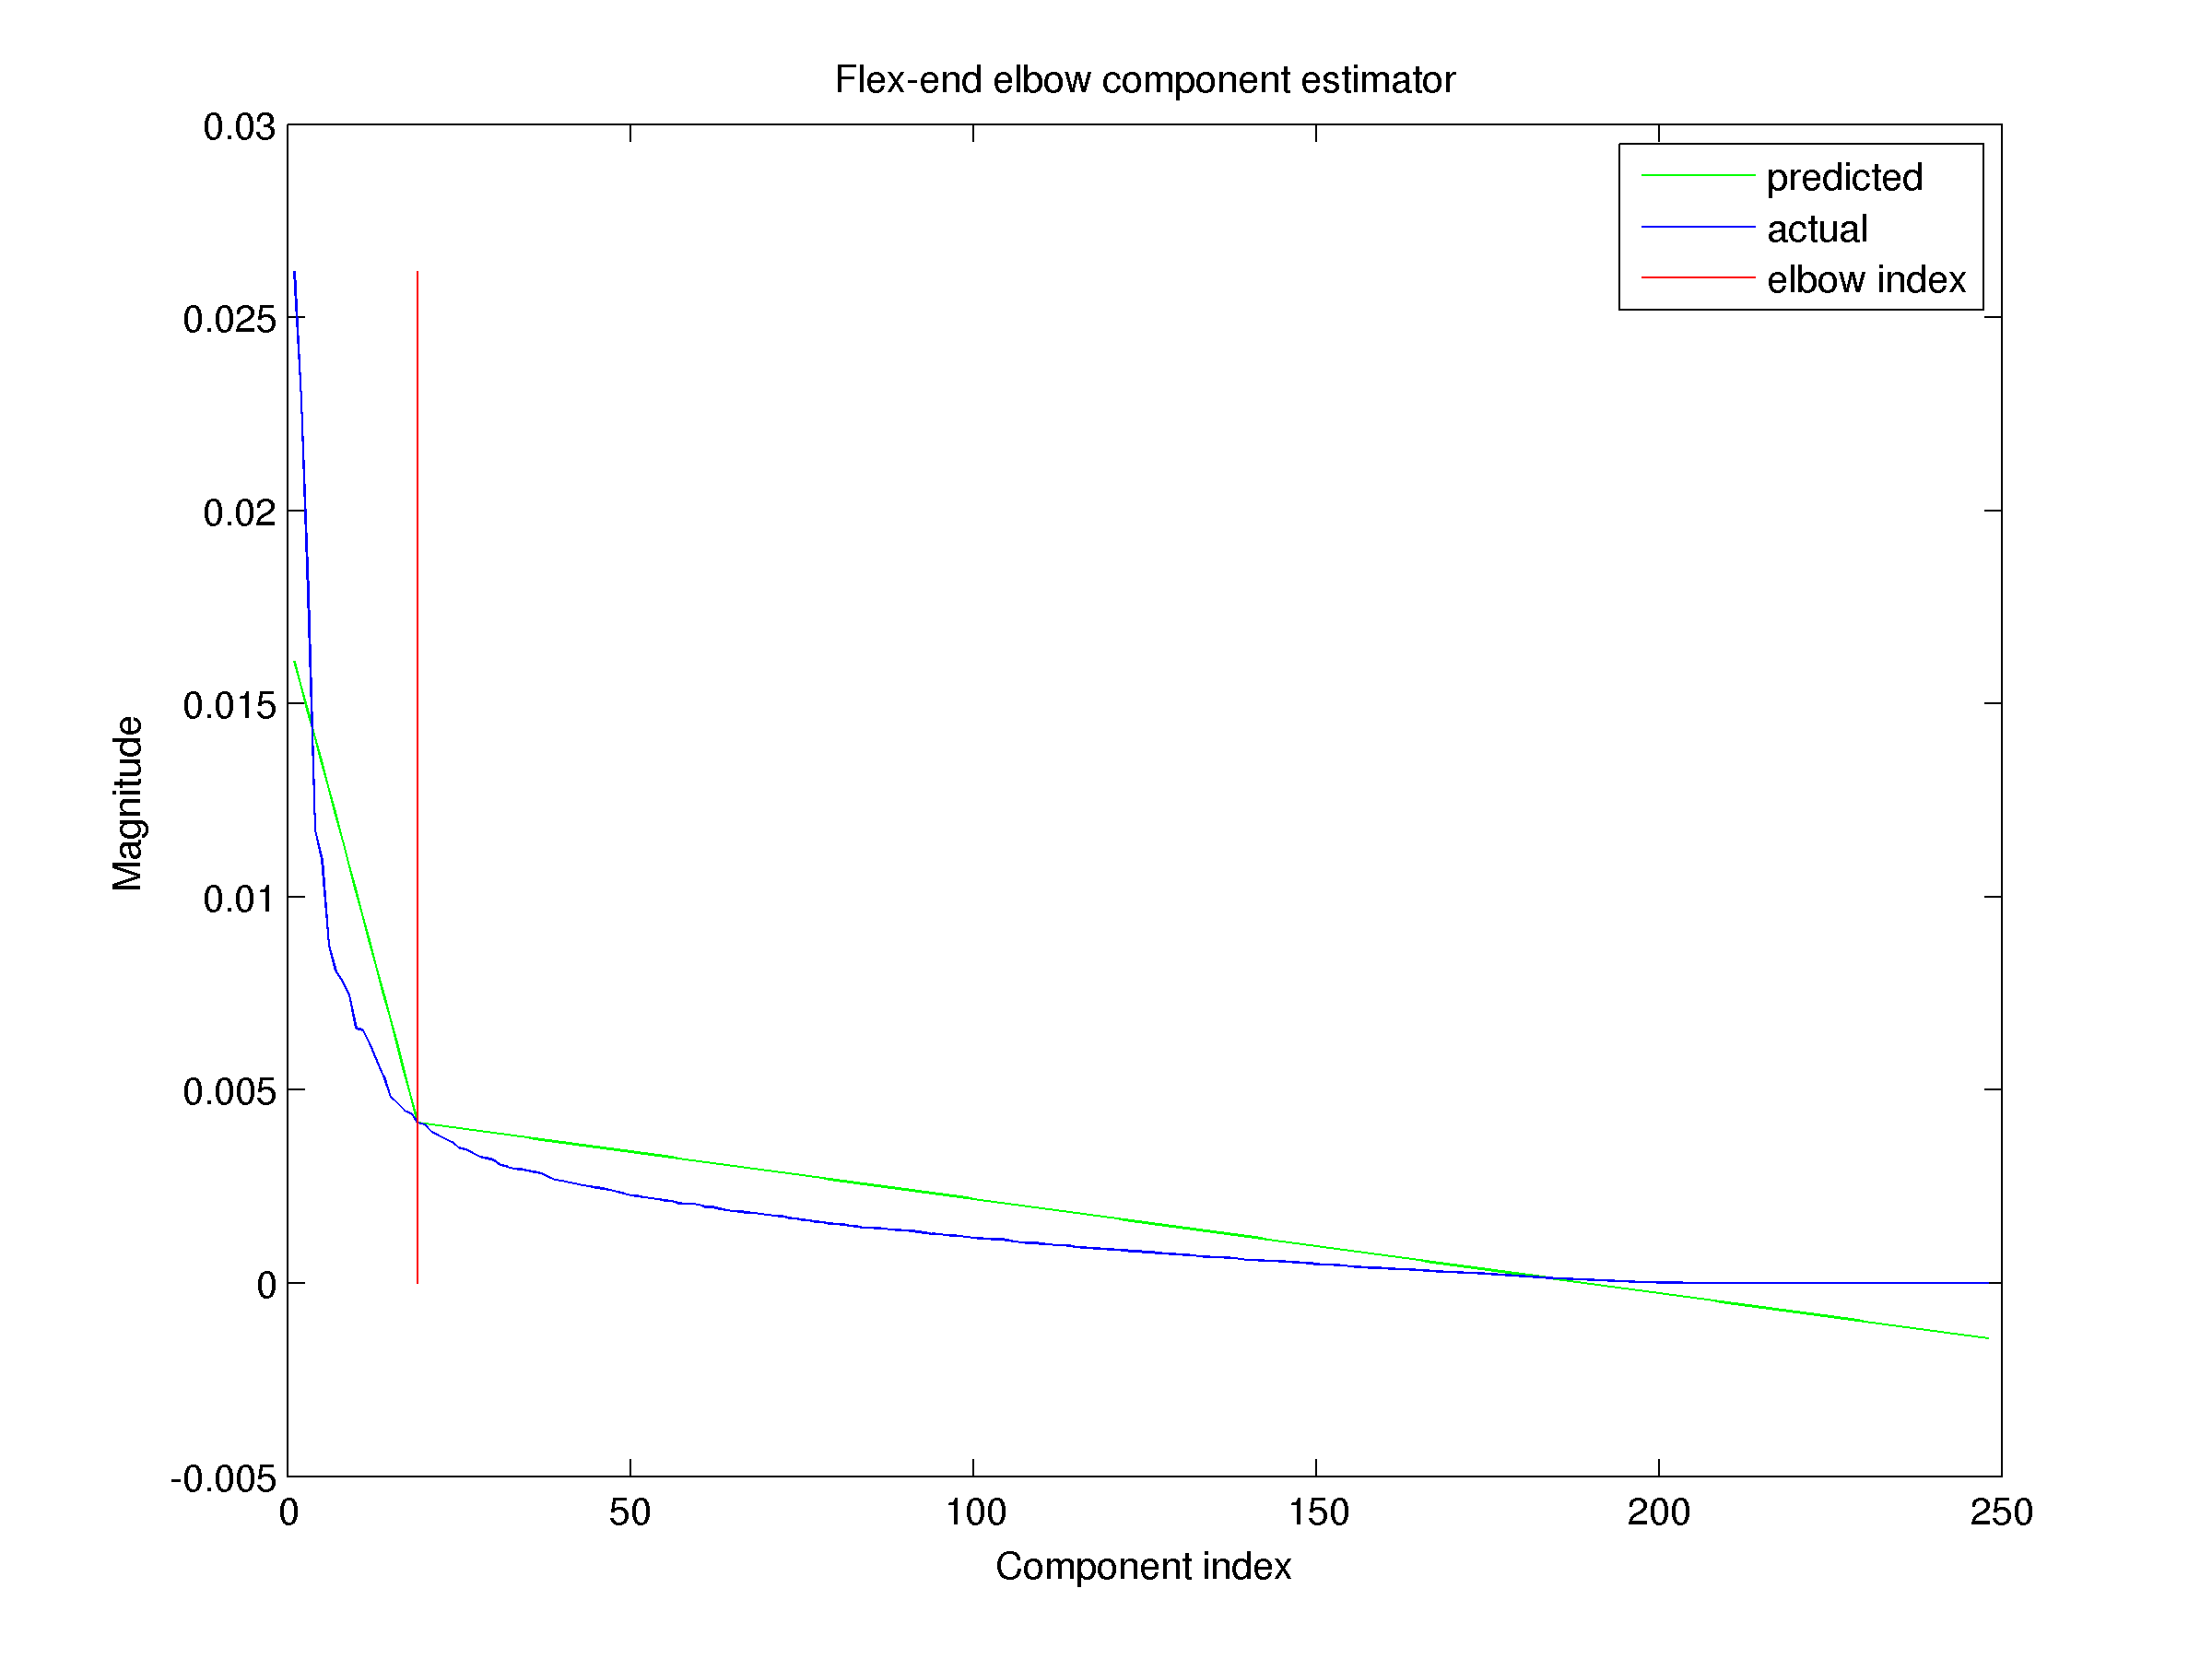 Flex-end elbow component estimator
0.03
0.025
0.02
0.015
0.01
0.005
0
-0.005
Magnitude
predicted
actual
elbow index
0 50 100 150 200 250
Component index